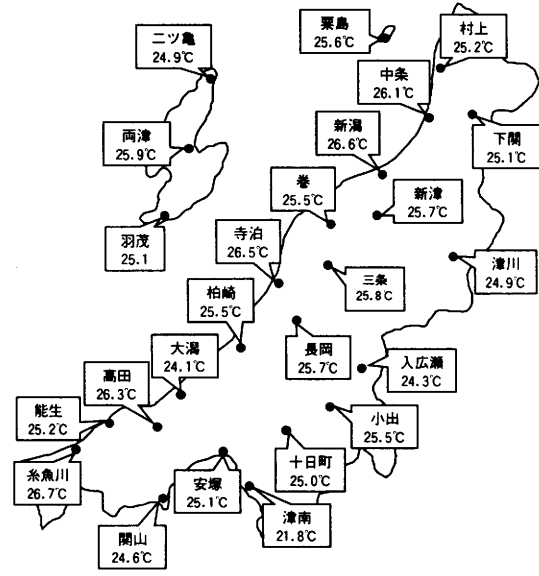 粟島
25.6℃
村上
25.2℃
二ツ亀
24.9℃
中条
26.1℃
新潟
26.6℃
下関
25.1℃
両津
25.9℃
巻
25.5℃
新津
25.7℃
羽茂
25.1
寺泊
26.5℃
三条
25.8℃
津川
24.9℃
柏崎
25.5℃
大潟
24.1℃
長岡
25.7℃
入広瀬
24.3℃
高田
26.3℃
能生
25.2℃
小出
25.5℃
糸魚川
26.7℃
安塚
25.1℃
十日町
25.0℃
津南
21.8℃
関山
24.6℃